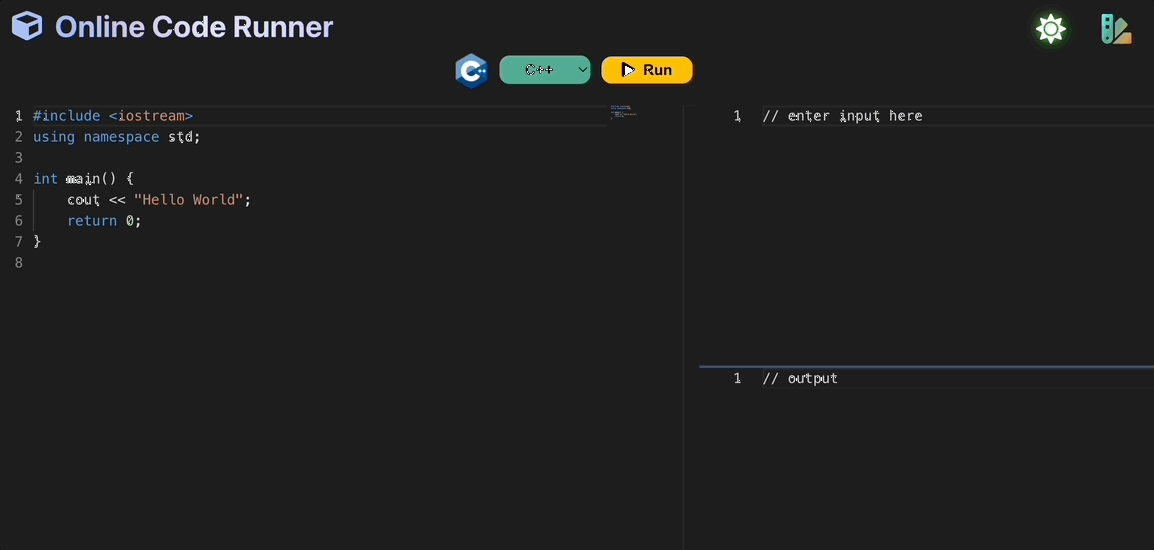 Online Code Runner
C++ Run
1 #include <iostream>
2 using namespace std;
3
4 int main() {
5     cout << "Hello World";
6     return 0;
7 }
8
1 // enter input here
1 // output